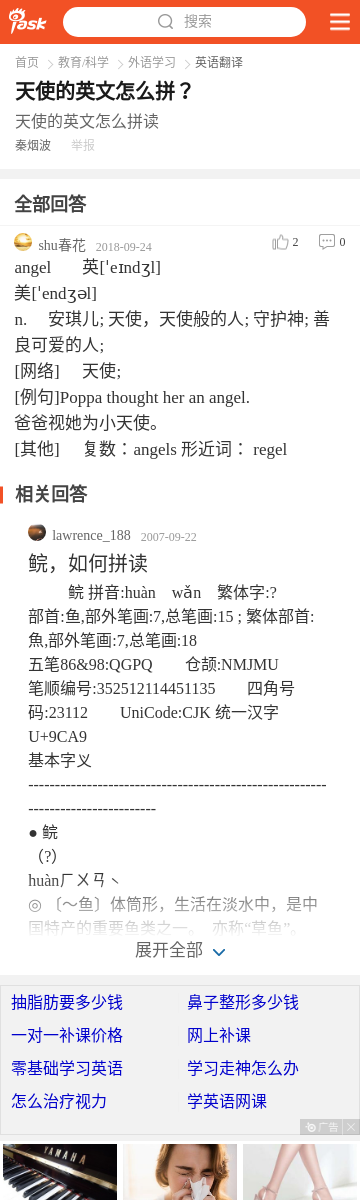 iask
搜索
首页 教育/科学 外语学习 英语翻译
天使的英文怎么拼？
天使的英文怎么拼读
秦烟波 举报
全部回答
shu春花 2018-09-24 2 0
angel 英[ˈeɪndʒl]
美[ˈendʒəl]
n. 安琪儿; 天使，天使般的人; 守护神; 善
良可爱的人;
[网络] 天使;
[例句]Poppa thought her an angel.
爸爸视她为小天使。
[其他] 复数：angels 形近词： regel
相关回答
lawrence_188 2007-09-22
鲩，如何拼读
鲩 拼音:huàn wǎn 繁体字:?
部首:鱼,部外笔画:7,总笔画:15 ; 繁体部首:
魚,部外笔画:7,总笔画:18
五笔86&98:QGPQ 仓颉:NMJMU
笔顺编号:352512114451135 四角号
码:23112 UniCode:CJK 统一汉字
U+9CA9
基本字义
--------------------------------------------------------
------------------------
● 鲩
（?）
huànㄏㄨㄢˋ
◎ 〔～鱼〕体筒形，生活在淡水中，是中
国特产的重要鱼类之一。 亦称“草鱼”。
展开全部
抽脂肪要多少钱 鼻子整形多少钱
一对一补课价格 网上补课
零基础学习英语 学习走神怎么办
怎么治疗视力 学英语网课
广告
YAMAHA